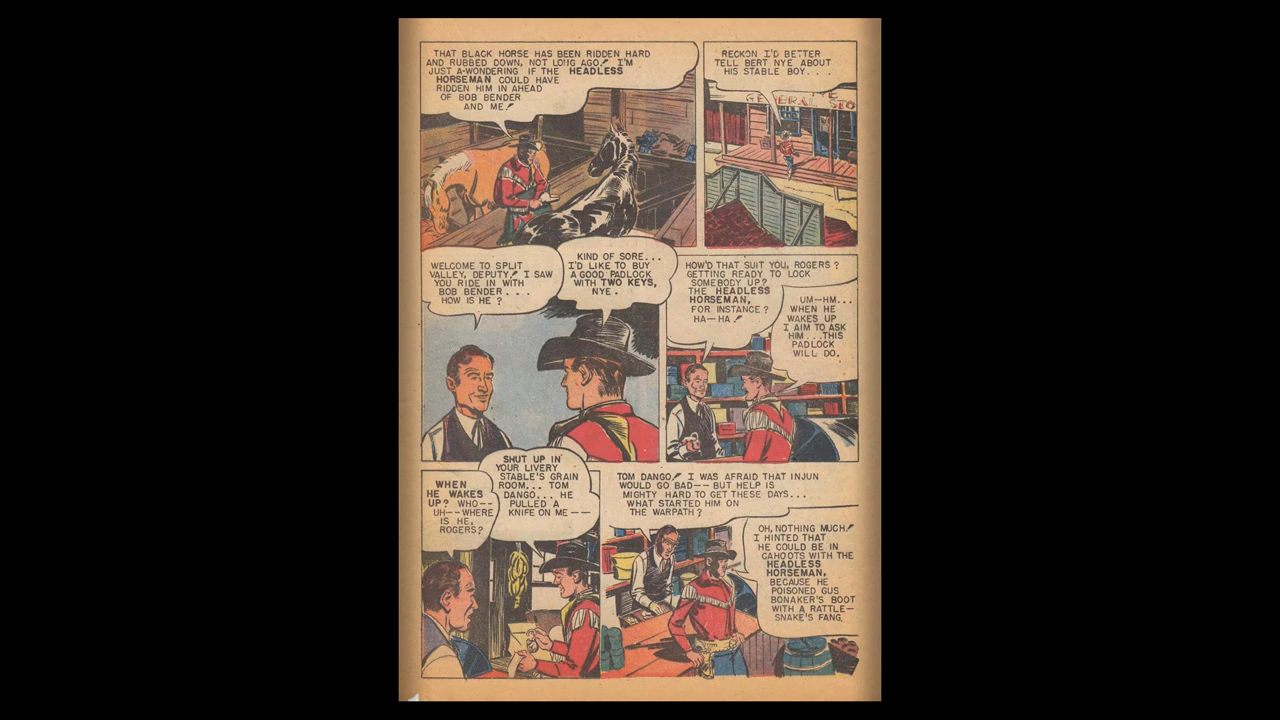 THAT BLACK HORSE HAS BEEN RIDDEN HARD
AND RUBBED DOWN, NOT LONG AGO! I'M
JUST A-WONDERING IF THE HEADLESS
HORSEMAN COULD HAVE
RIDDEN HIM IN AHEAD
OF BOB BENDER
AND ME!
RECKON I'D BETTER
TELL BERT NYE ABOUT
HIS STABLE BOY...
GENERAL STO
WELCOME TO SPLIT
VALLEY, DEPUTY! I SAW
YOU RIDE IN WITH
BOB BENDER...
HOW IS HE?
KIND OF SORE...
I'D LIKE TO BUY
A GOOD PADLOCK
WITH TWO KEYS,
NYE.
HOW'D THAT SUIT YOU, ROGERS?
GETTING READY TO LOCK
SOMEBODY UP?
THE HEADLESS
HORSEMAN,
FOR INSTANCE?
HA—HA!
UM—HM...
WHEN HE
WAKES UP
I AIM TO ASK
HIM...THIS
PADLOCK
WILL DO.
WHEN
HE WAKES
UP? WHO--
UH--WHERE
IS HE,
ROGERS?
SHUT UP IN
YOUR LIVERY
STABLE'S GRAIN
ROOM... TOM
DANGO... HE
PULLED A
KNIFE ON ME--
TOM DANGO! I WAS AFRAID THAT INJUN
WOULD GO BAD-- BUT HELP IS
MIGHTY HARD TO GET THESE DAYS...
WHAT STARTED HIM ON
THE WARPATH?
OH, NOTHING MUCH!
I HINTED THAT
HE COULD BE IN
CAHOOTS WITH THE
HEADLESS
HORSEMAN,
BECAUSE HE
POISONED GUS
BONAKER'S BOOT
WITH A RATTLE-
SNAKE'S FANG.